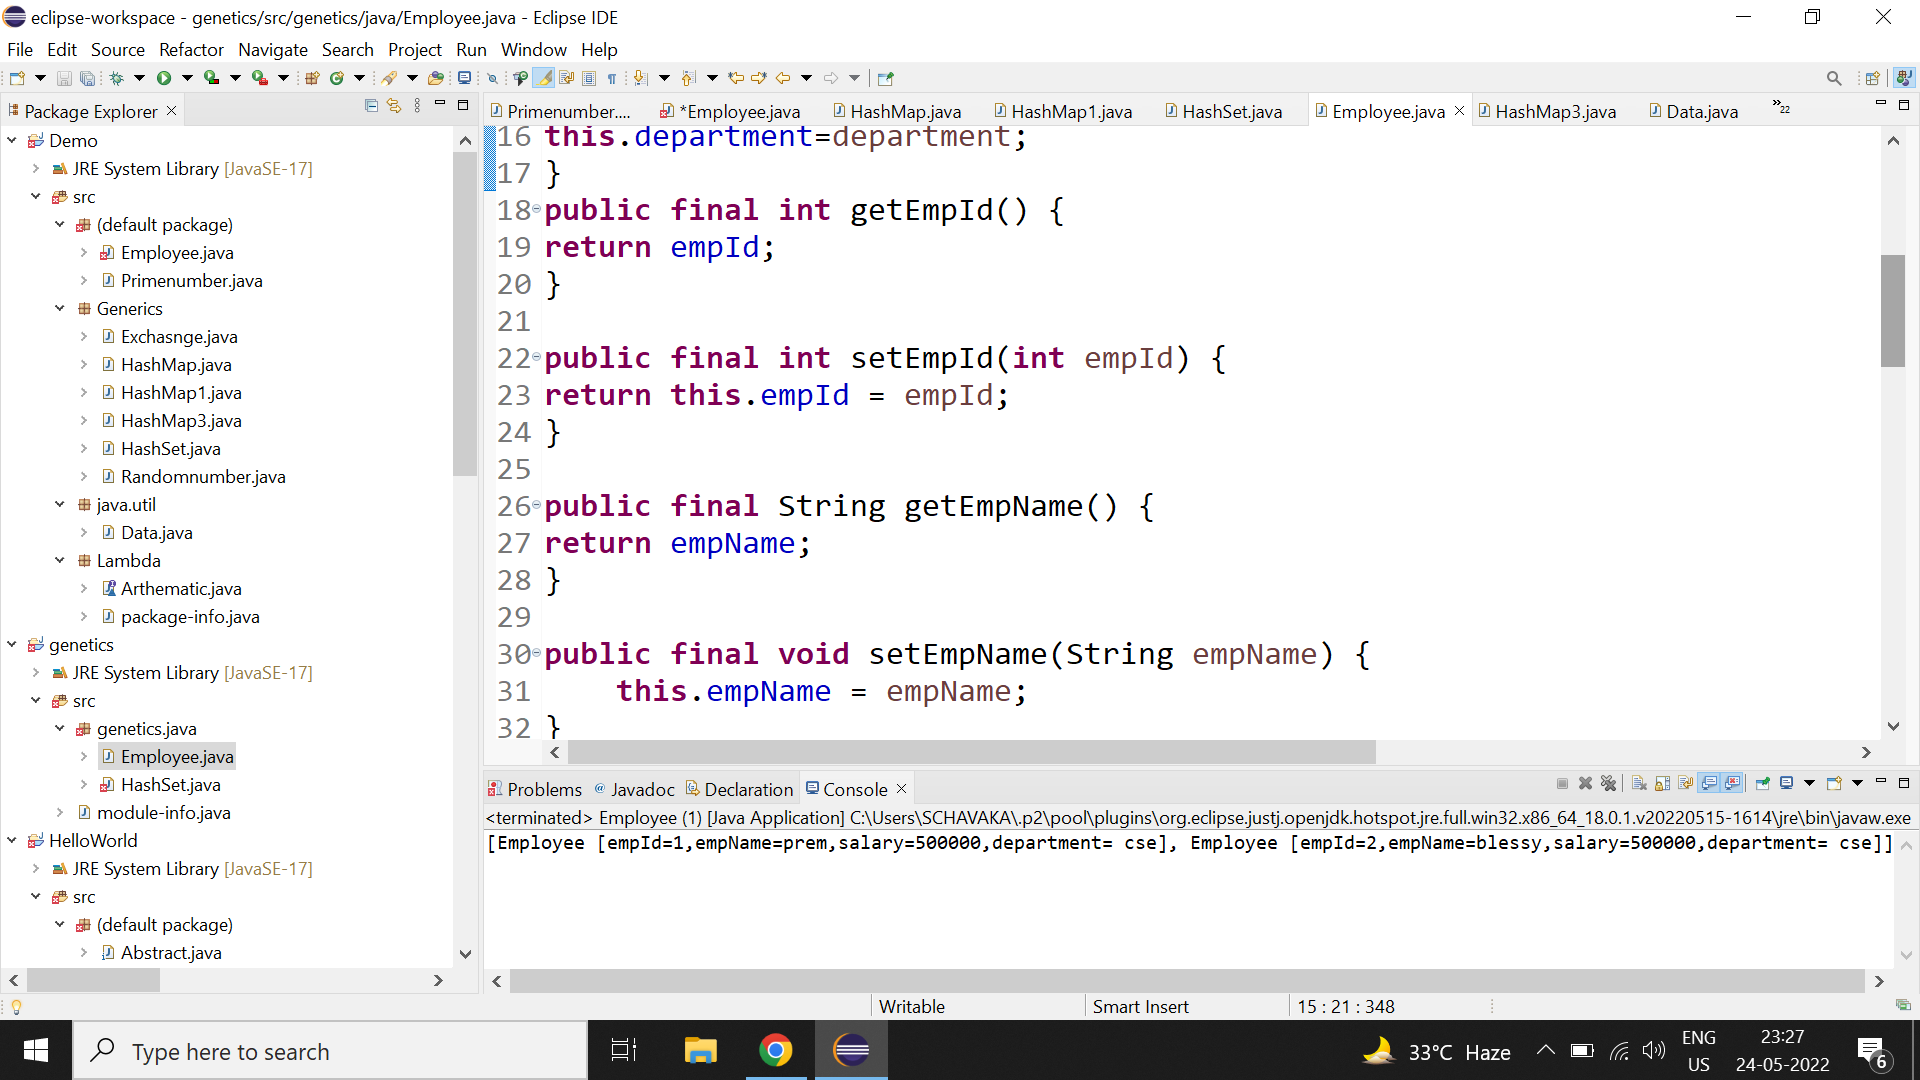 eclipse-workspace - genetics/src/genetics/java/Employee.java - Eclipse IDE
File Edit Source Refactor Navigate Search Project Run Window Help
Package Explorer
Demo
JRE System Library [JavaSE-17]
src
(default package)
Employee.java
Primenumber.java
Generics
Exchasnge.java
HashMap.java
HashMap1.java
HashMap3.java
HashSet.java
Randomnumber.java
java.util
Data.java
Lambda
Arthematic.java
package-info.java
genetics
JRE System Library [JavaSE-17]
src
genetics.java
Employee.java
HashSet.java
module-info.java
HelloWorld
JRE System Library [JavaSE-17]
src
(default package)
Abstract.java
Primenumber.... *Employee.java HashMap.java HashMap1.java HashSet.java Employee.java HashMap3.java Data.java »22
16 this.department=department;
17 }
18 public final int getEmpId() {
19 return empId;
20 }
21
22 public final int setEmpId(int empId) {
23 return this.empId = empId;
24 }
25
26 public final String getEmpName() {
27 return empName;
28 }
29
30 public final void setEmpName(String empName) {
31     this.empName = empName;
32 }
Problems @ Javadoc Declaration Console
<terminated> Employee (1) [Java Application] C:\Users\SCHAVAKA\.p2\pool\plugins\org.eclipse.justj.openjdk.hotspot.jre.full.win32.x86_64_18.0.1.v20220515-1614\jre\bin\javaw.exe
[Employee [empId=1,empName=prem,salary=500000,department= cse], Employee [empId=2,empName=blessy,salary=500000,department= cse]]
Writable Smart Insert 15 : 21 : 348
Type here to search
33°C Haze
ENG
US
23:27
24-05-2022
6